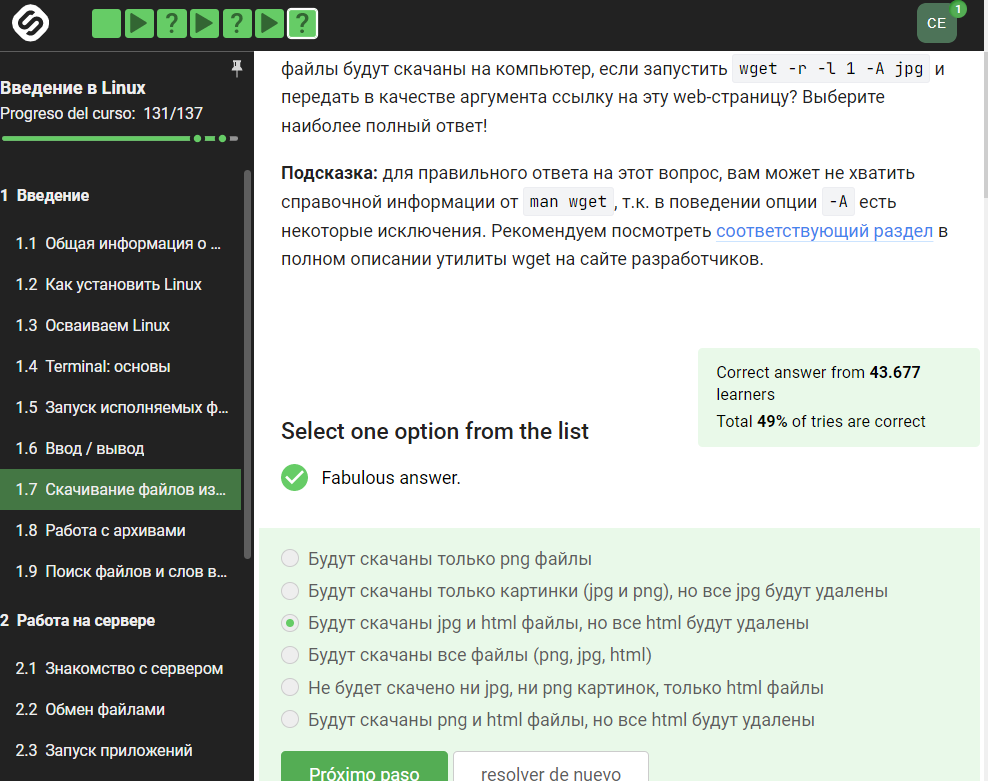 ? ? ?
CE
1
Введение в Linux
Progreso del curso: 131/137
1 Введение
1.1 Общая информация о ...
1.2 Как установить Linux
1.3 Осваиваем Linux
1.4 Terminal: основы
1.5 Запуск исполняемых ф...
1.6 Ввод / вывод
1.7 Скачивание файлов из...
1.8 Работа с архивами
1.9 Поиск файлов и слов в...
2 Работа на сервере
2.1 Знакомство с сервером
2.2 Обмен файлами
2.3 Запуск приложений
файлы будут скачаны на компьютер, если запустить wget -r -l 1 -A jpg и
передать в качестве аргумента ссылку на эту web-страницу? Выберите
наиболее полный ответ!
Подсказка: для правильного ответа на этот вопрос, вам может не хватить
справочной информации от man wget, т.к. в поведении опции -A есть
некоторые исключения. Рекомендуем посмотреть соответствующий раздел в
полном описании утилиты wget на сайте разработчиков.
Correct answer from 43.677
learners
Total 49% of tries are correct
Select one option from the list
Fabulous answer.
Будут скачаны только png файлы
Будут скачаны только картинки (jpg и png), но все jpg будут удалены
Будут скачаны jpg и html файлы, но все html будут удалены
Будут скачаны все файлы (png, jpg, html)
Не будет скачено ни jpg, ни png картинок, только html файлы
Будут скачаны png и html файлы, но все html будут удалены
Próximo paso
resolver de nuevo